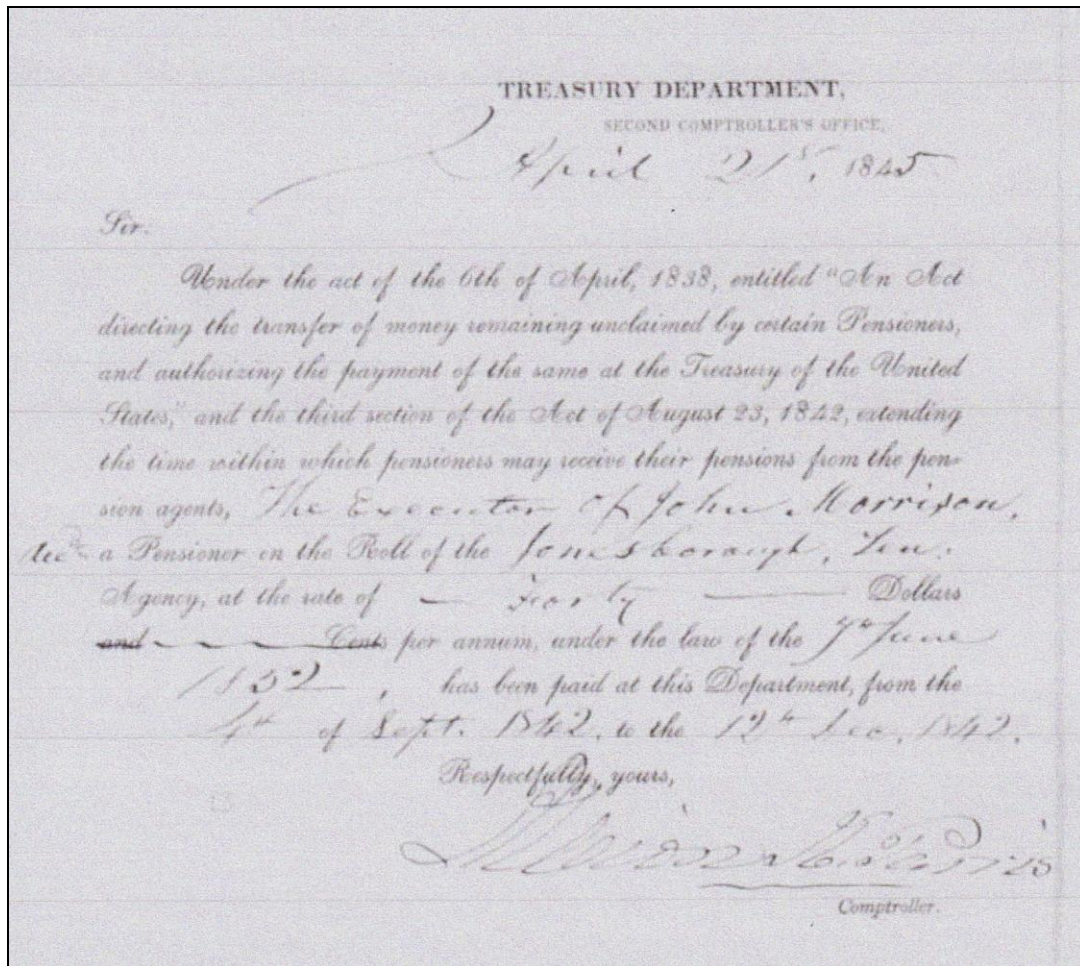 TREASURY DEPARTMENT,
SECOND COMPTROLLER'S OFFICE,
April 21st, 1845
Sir:
Under the act of the 6th of April, 1838, entitled "An Act
directing the transfer of money remaining unclaimed by certain Pensioners,
and authorizing the payment of the same at the Treasury of the United
States," and the third section of the Act of August 23, 1842, extending
the time within which pensioners may receive their pensions from the pen-
sion agents, The Executor of John Morrison,
decd a Pensioner on the Roll of the Jonesborough, Ten.
Agency, at the rate of — Forty — Dollars
and — Cents per annum, under the law of the 7th June
1832, has been paid at this Department, from the
4th of Sept. 1842, to the 12th Dec. 1842.
Respectfully, yours,
Albion K. Parris
Comptroller.